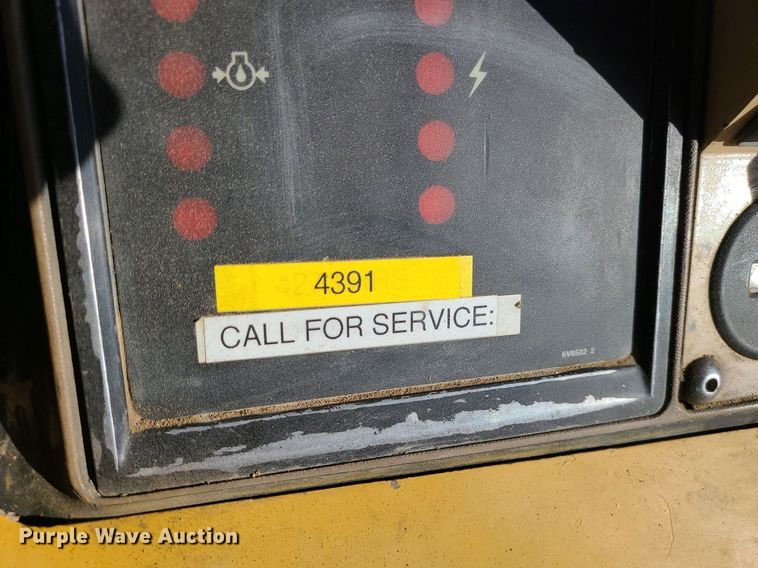 4391
CALL FOR SERVICE:
6V8502 2
Purple Wave Auction